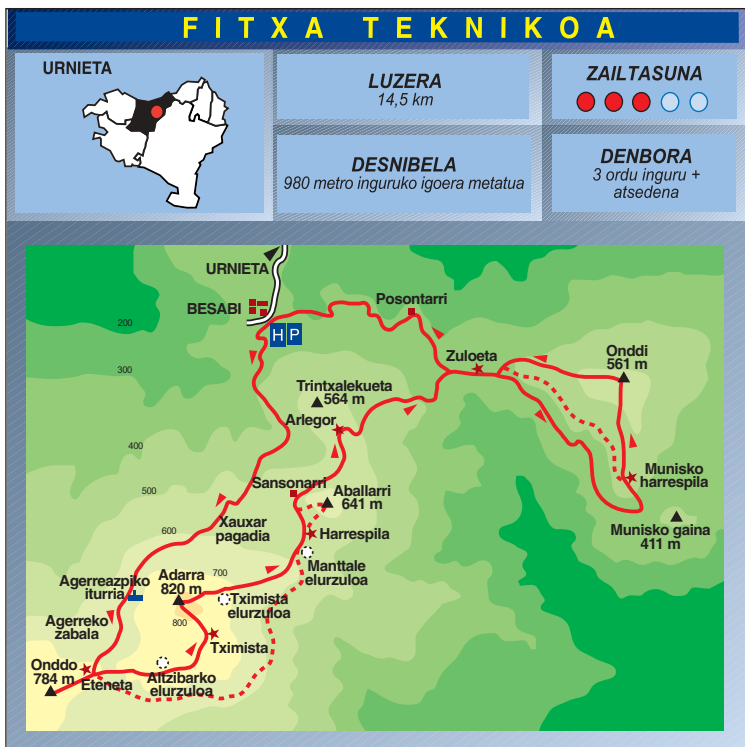 FITXA TEKNIKOA
URNIETA
LUZERA
14,5 km
ZAILTASUNA
DESNIBELA
980 metro inguruko igoera metatua
DENBORA
3 ordu inguru +
atsedena
URNIETA
BESABI
H P
Posontarri
200
Zuloeta
Onddi
561 m
300
Trintxalekueta
564 m
Arlegor
400
Munisko
harrespila
Sansonarri
Aballarri
641 m
500
Xauxar
pagadia
Munisko gaina
411 m
600
Harrespila
Manttale
elurzuloa
700
Agerreazpiko
iturria
Adarra
820 m
Tximista
elurzuloa
800
Agerreko
zabala
Tximista
Onddo
784 m
Eteneta
Altzibarko
elurzuloa